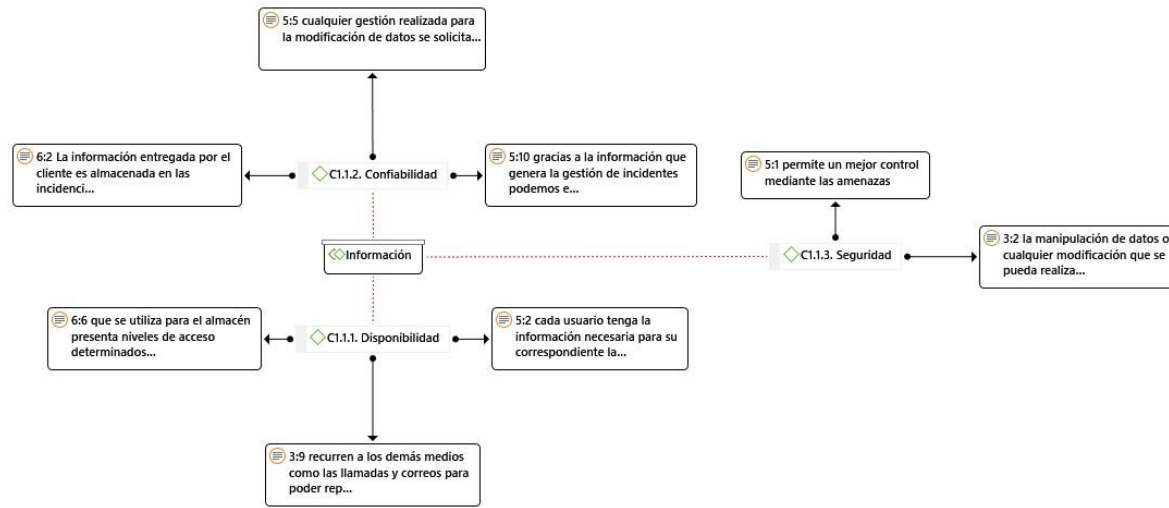 5:5 cualquier gestión realizada para
la modificación de datos se solicita...
6:2 La información entregada por el
cliente es almacenada en las
incidenci...
C1.1.2. Confiabilidad
5:10 gracias a la información que
genera la gestión de incidentes
podemos e...
5:1 permite un mejor control
mediante las amenazas
Información
C1.1.3. Seguridad
3:2 la manipulación de datos o
cualquier modificación que se
pueda realiza...
6:6 que se utiliza para el almacén
presenta niveles de acceso
determinados...
C1.1.1. Disponibilidad
5:2 cada usuario tenga la
información necesaria para su
correspondiente la...
3:9 recurren a los demás medios
como las llamadas y correos para
poder rep...